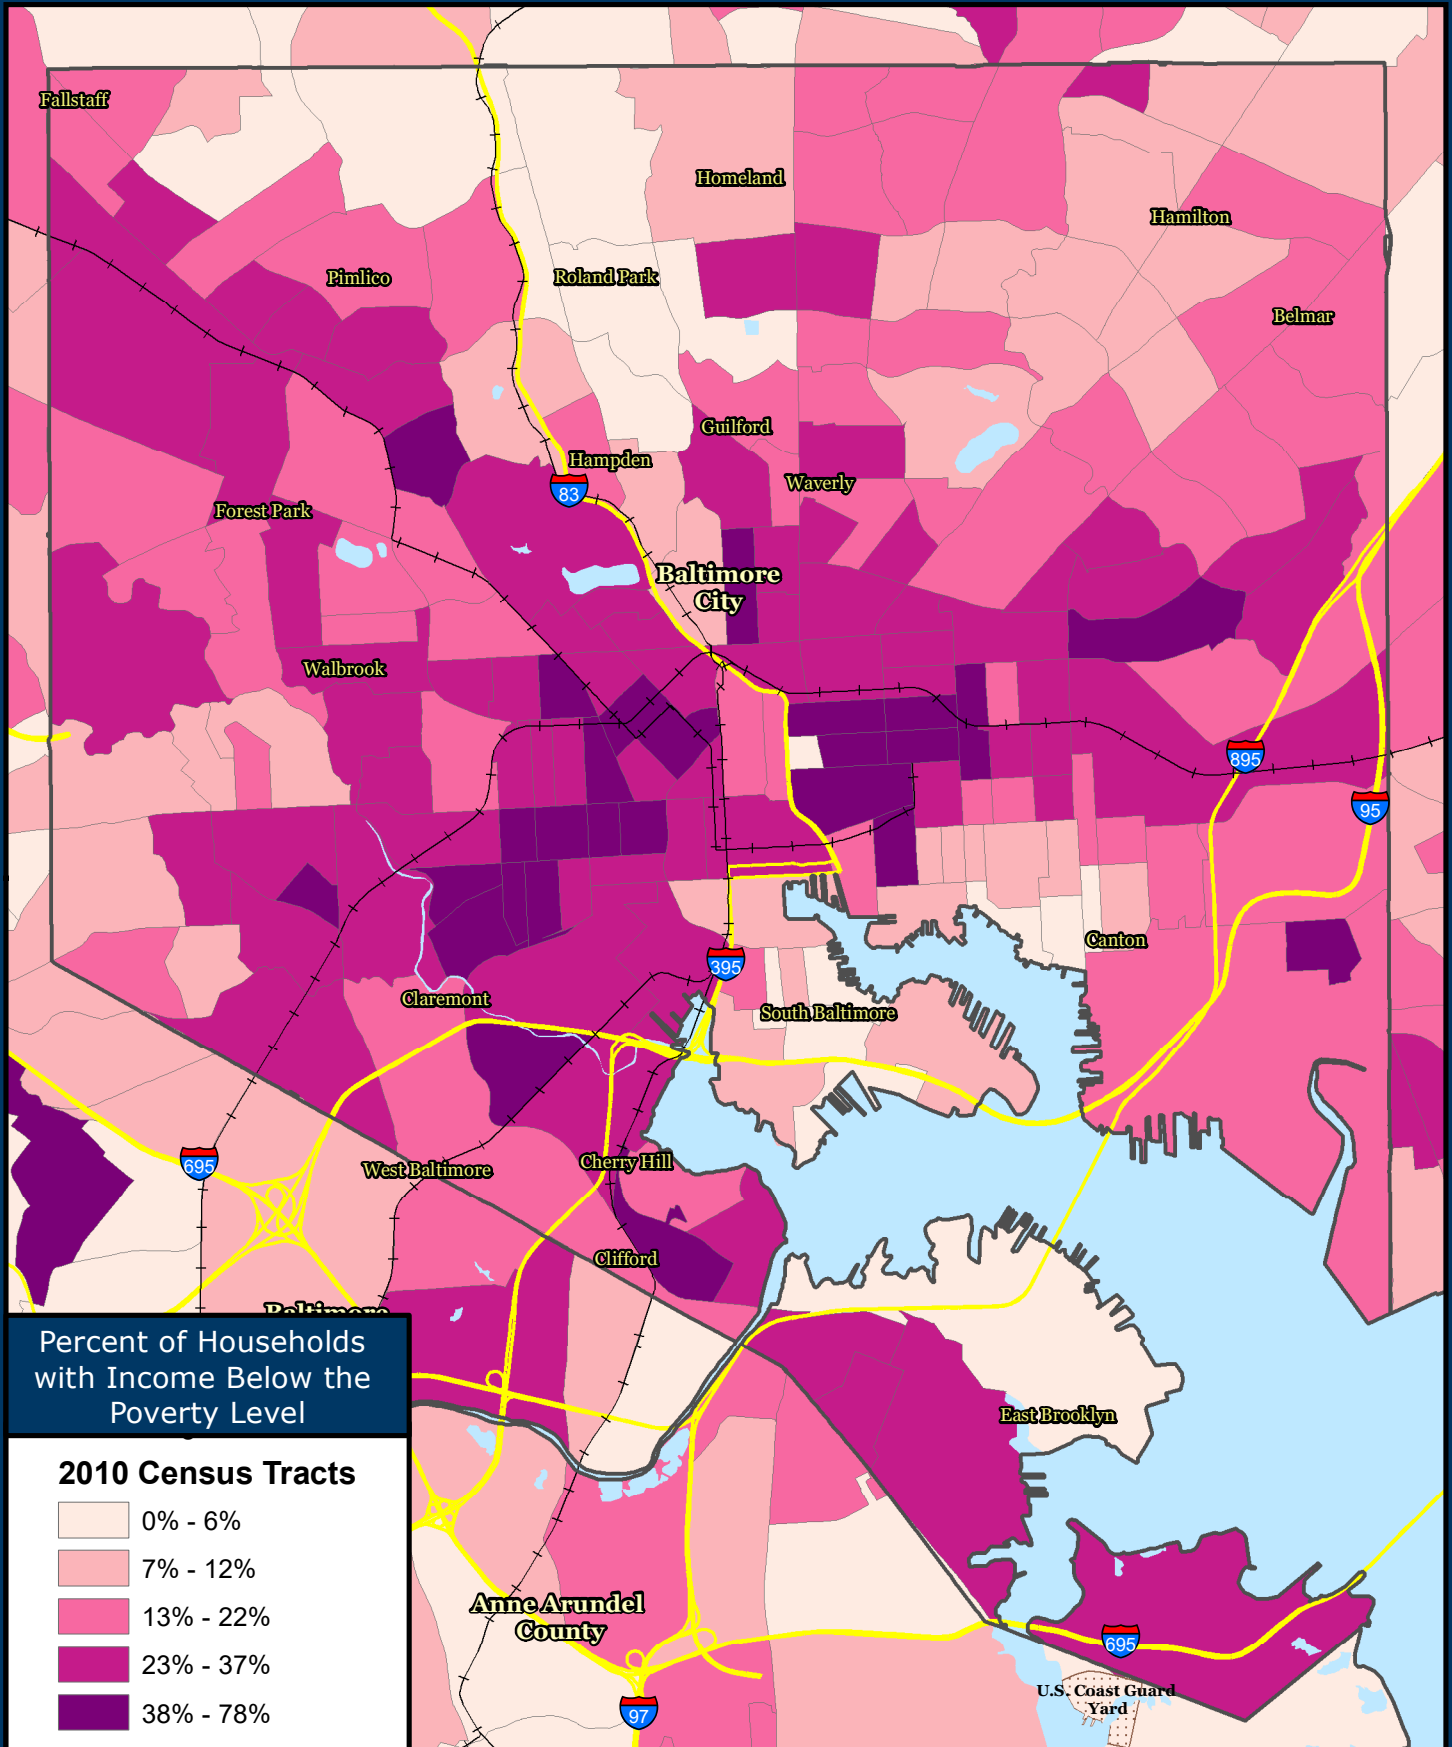 Fallstaff
Homeland
Hamilton
Pimlico
Roland Park
Belmar
Guilford
Hampden
83
Waverly
Forest Park
Baltimore
City
Walbrook
895
95
Canton
395
Claremont
South Baltimore
695
West Baltimore
Cherry Hill
Clifford
Baltimore
Percent of Households
with Income Below the
Poverty Level
2010 Census Tracts
0% - 6%
7% - 12%
13% - 22%
23% - 37%
38% - 78%
East Brooklyn
Anne Arundel
County
695
U.S. Coast Guard
Yard
97